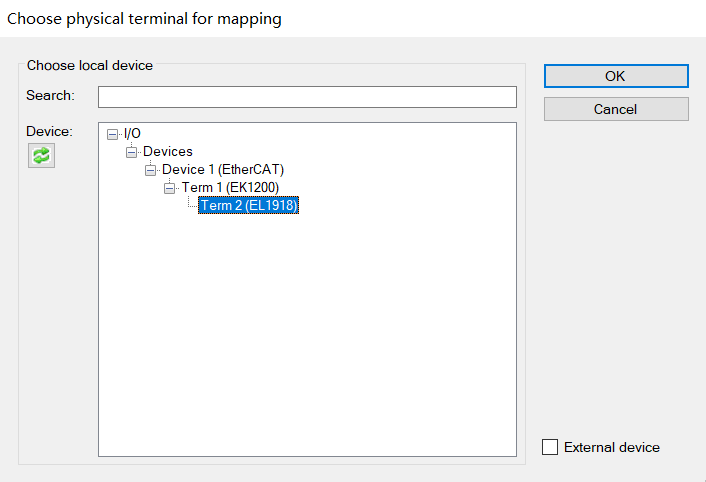 Choose physical terminal for mapping
Choose local device
Search:
OK
Cancel
Device:
I/O
Devices
Device 1 (EtherCAT)
Term 1 (EK1200)
Term 2 (EL1918)
External device